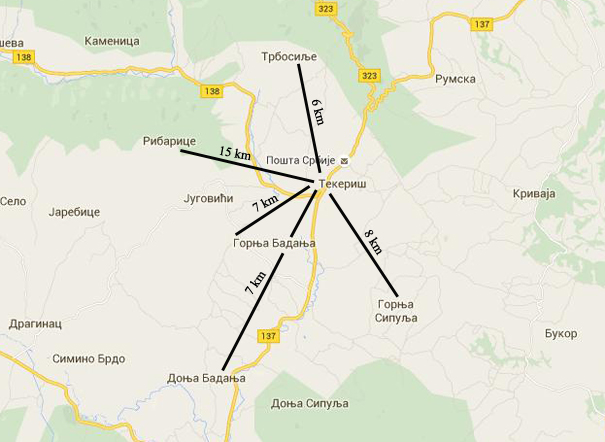 323
137
шева
Каменица
138
Трбосиље
323
Румска
138
6 km
Рибарице
15 km
Пошта Србије
Текериш
Село
Јаребице
Југовићи
7 km
Криваја
Горња Бадања
8 km
7 km
Горња
Сипуља
Драгинац
137
Букор
Симино Брдо
Доња Бадања
Доња Сипуља